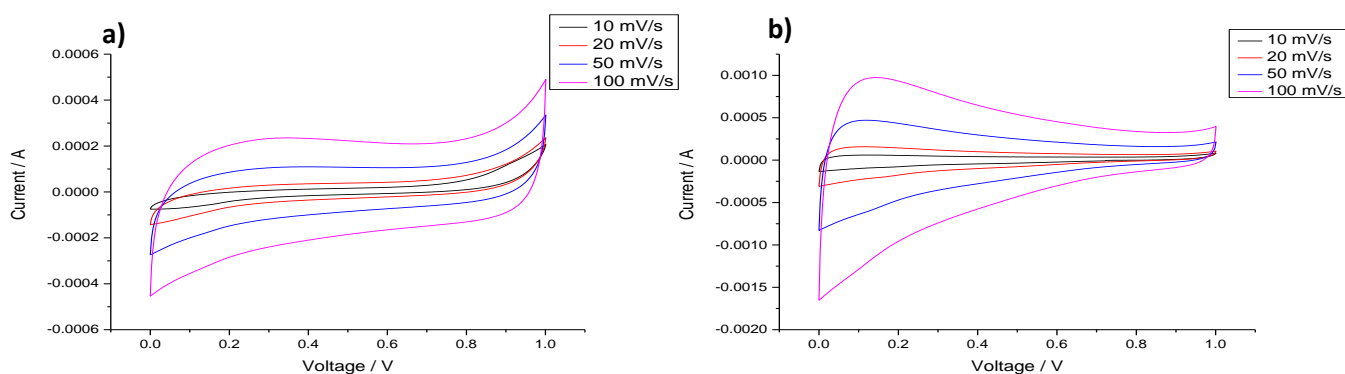 a)
10 mV/s
20 mV/s
50 mV/s
100 mV/s
0.0006
0.0004
0.0002
0.0000
-0.0002
-0.0004
-0.0006
Current / A
0.0 0.2 0.4 0.6 0.8 1.0
Voltage / V
b)
10 mV/s
20 mV/s
50 mV/s
100 mV/s
0.0010
0.0005
0.0000
-0.0005
-0.0010
-0.0015
-0.0020
Current / A
0.0 0.2 0.4 0.6 0.8 1.0
Voltage / V